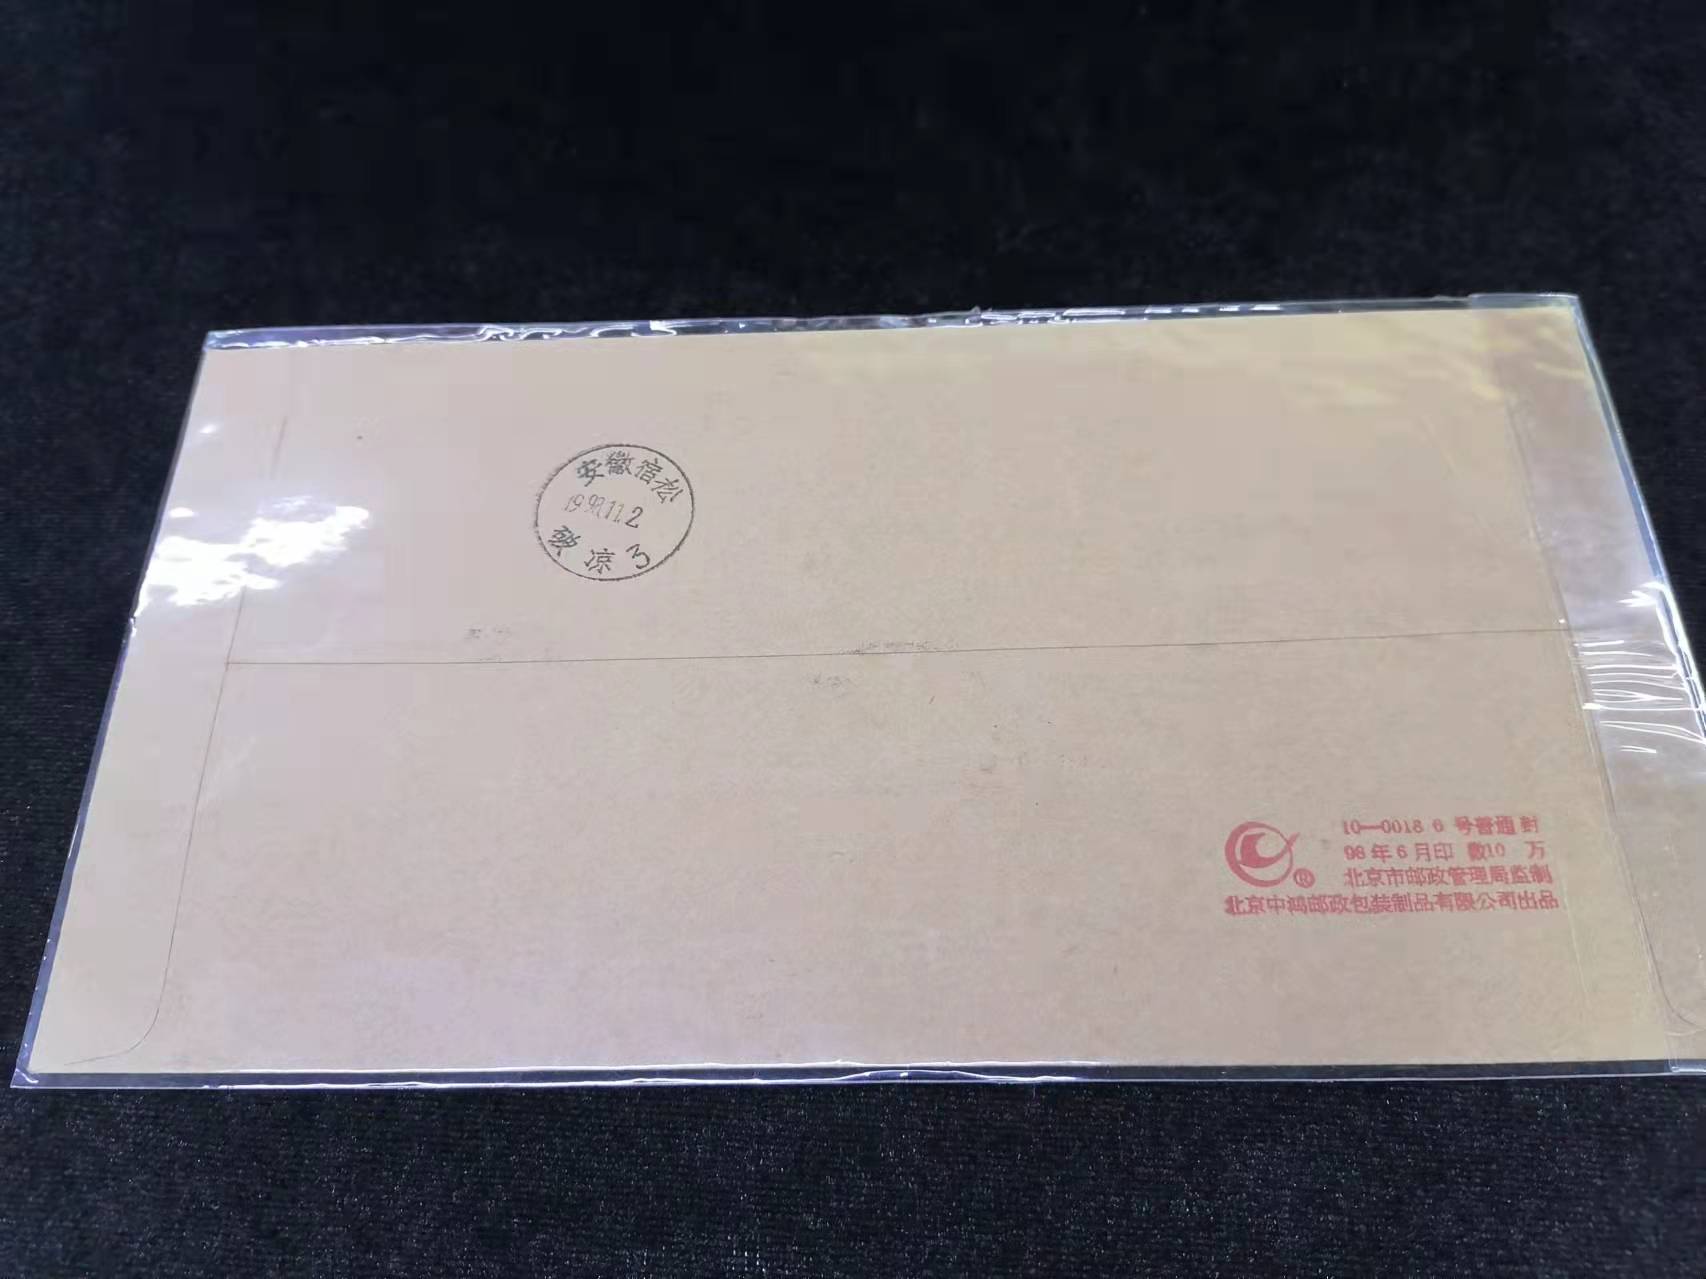 安徽宿松
1998.11.2
凉3
®
10—0018 6 号普通封
98年6月印 数10 万
北京市邮政管理局监制
北京中鸿邮政包装制品有限公司出品